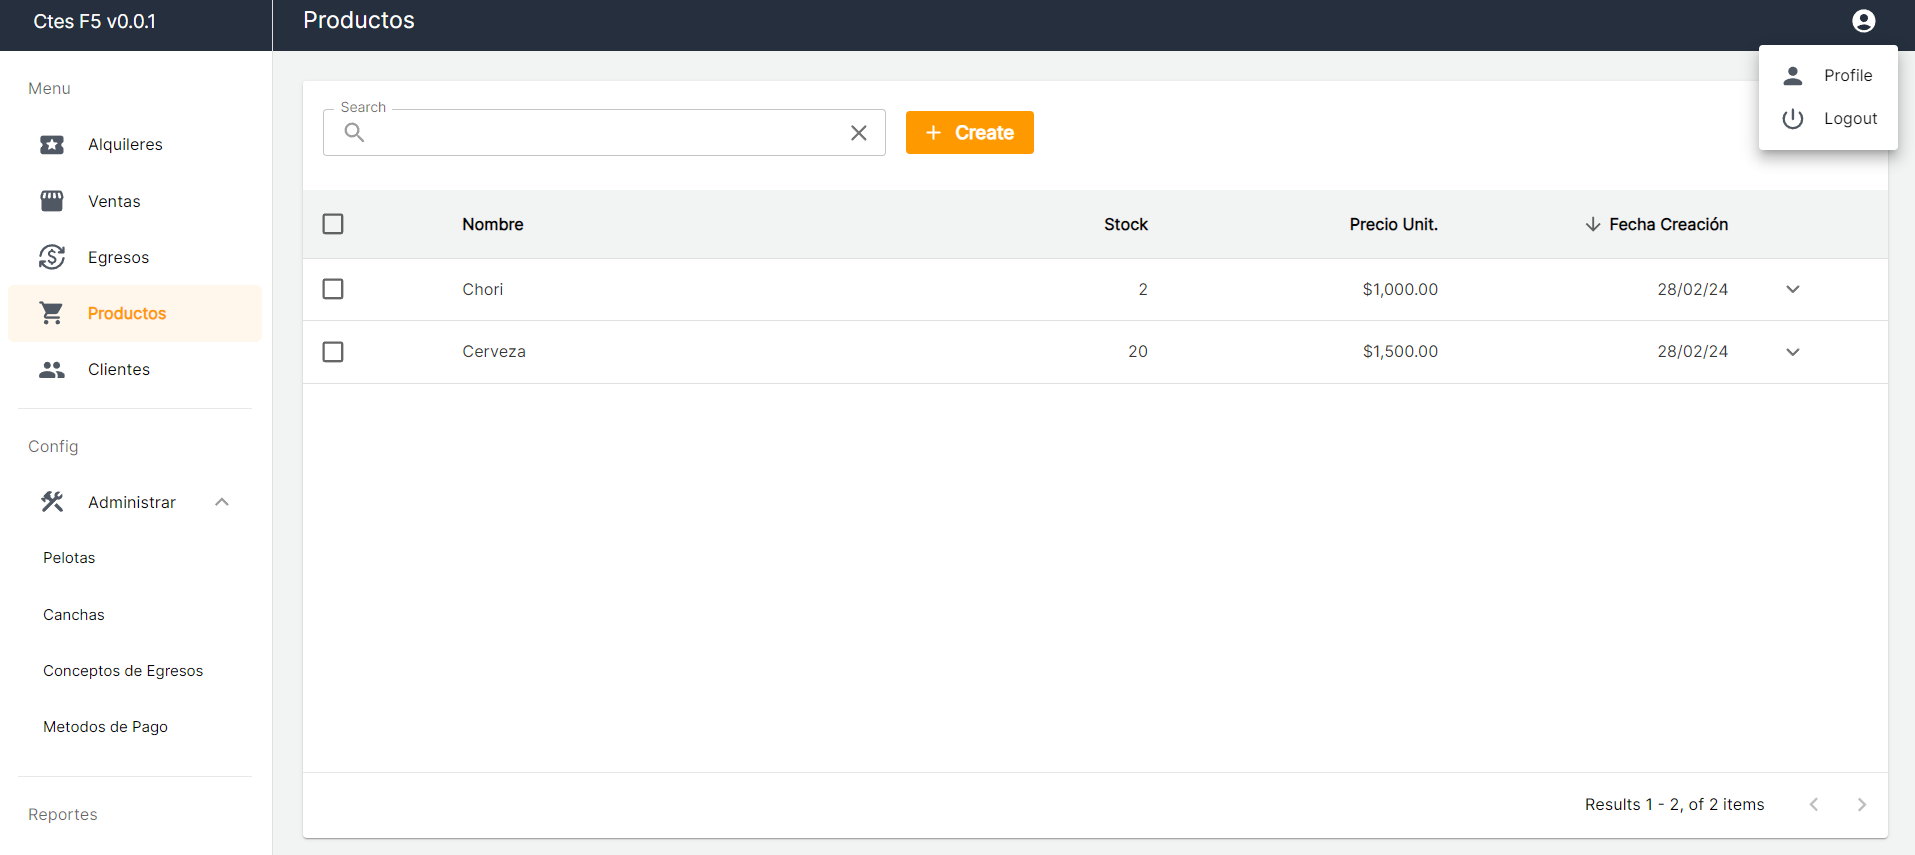 Ctes F5 v0.0.1
Productos
Profile
Logout
Menu
Alquileres
Ventas
Egresos
Productos
Clientes
Config
Administrar
Pelotas
Canchas
Conceptos de Egresos
Metodos de Pago
Reportes
Search
Create
Nombre Stock Precio Unit. Fecha Creación
Chori 2 $1,000.00 28/02/24
Cerveza 20 $1,500.00 28/02/24
Results 1 - 2, of 2 items